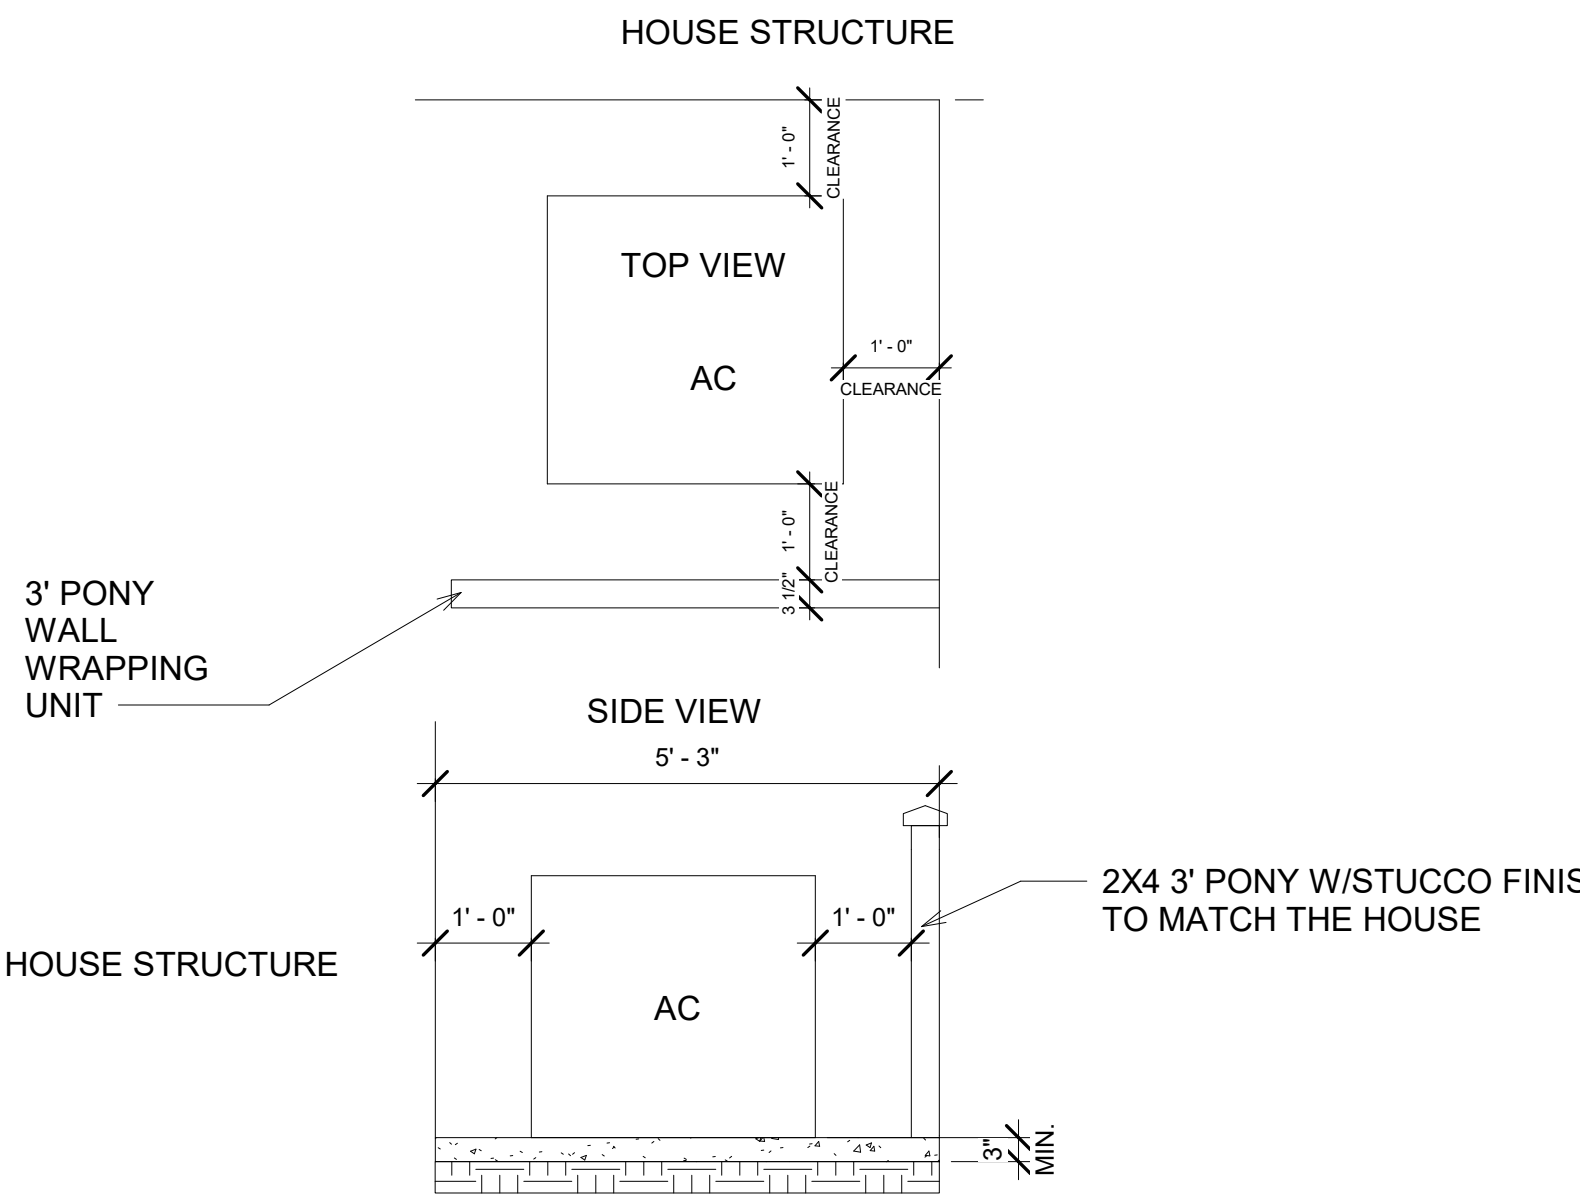 HOUSE STRUCTURE
1' - 0"
CLEARANCE
TOP VIEW
AC
1' - 0"
CLEARANCE
1' - 0"
CLEARANCE
3 1/2"
3' PONY
WALL
WRAPPING
UNIT
SIDE VIEW
5' - 3"
2X4 3' PONY W/STUCCO FINIS
TO MATCH THE HOUSE
1' - 0"
1' - 0"
HOUSE STRUCTURE
AC
3"
MIN.